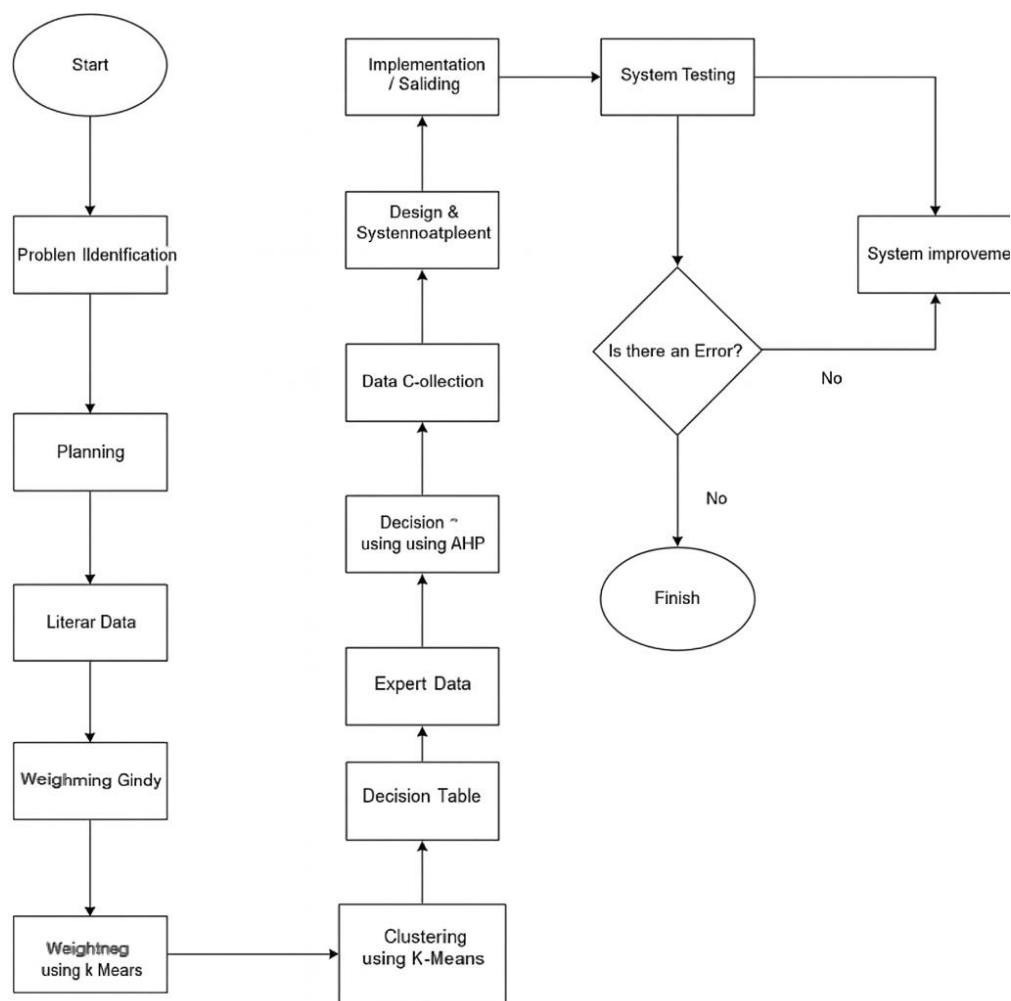 Start
Problen IIdenlfication
Planning
Literar Data
Weighming Gindy
Weightneg
using k Mears
Clustering
using K-Means
Decision Table
Expert Data
Decision ~
using using AHP
Data C-ollection
Design &
Systennoatpleent
Implementation
/ Saliding
System Testing
System improveme
Is there an Error?
No
No
Finish